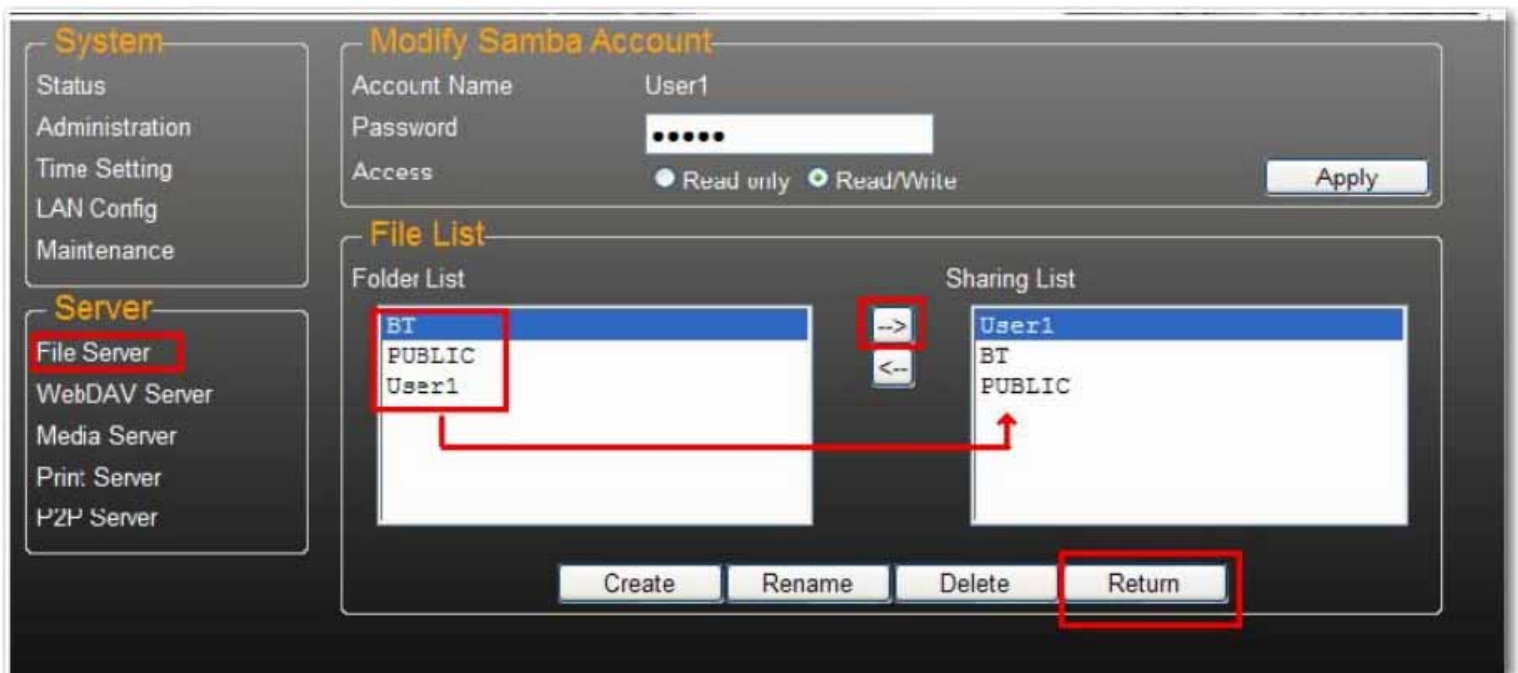 System
Status
Administration
Time Setting
LAN Config
Maintenance
Server
File Server
WebDAV Server
Media Server
Print Server
P2P Server
Modify Samba Account
Account Name User1
Password •••••
Access Read only Read/Write
Apply
File List
Folder List
BT
PUBLIC
User1
-->
<--
Sharing List
User1
BT
PUBLIC
Create Rename Delete Return